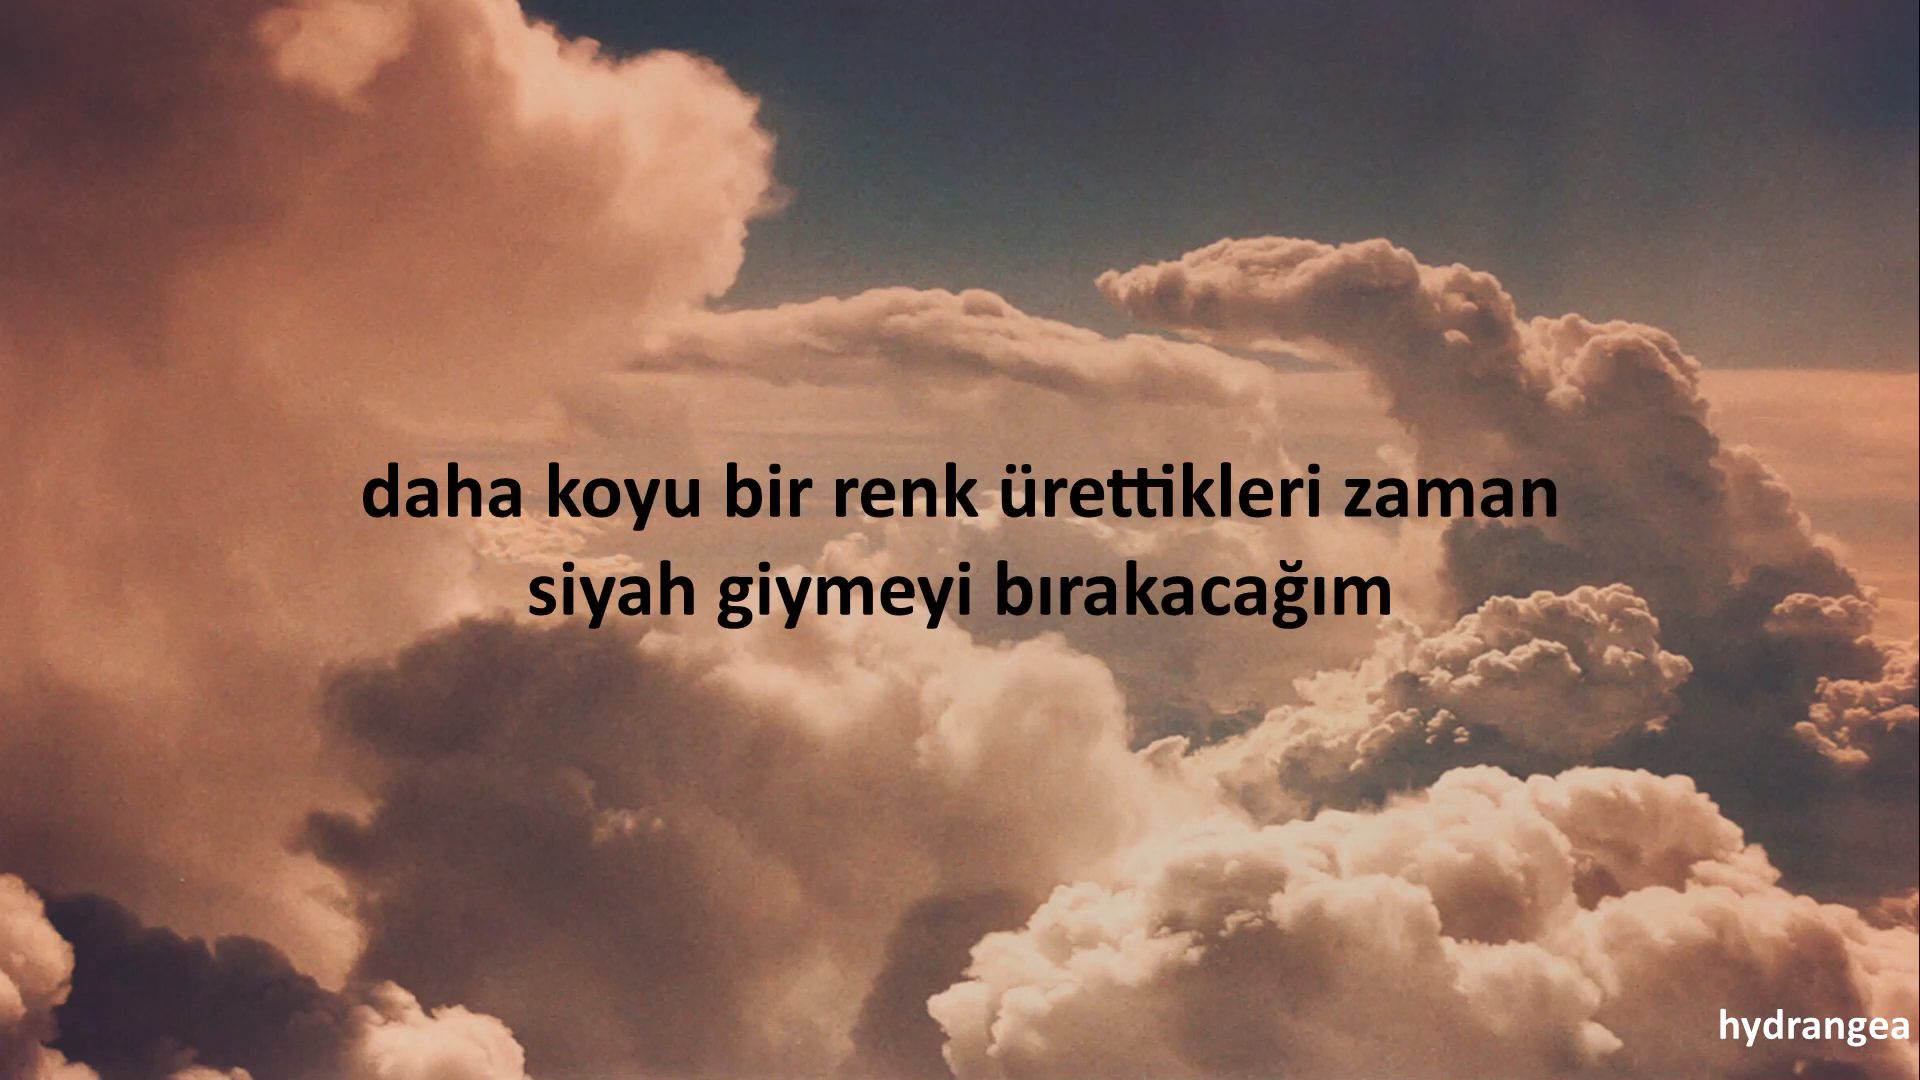 daha koyu bir renk ürettikleri zaman
siyah giymeyi bırakacağım
hydrangea